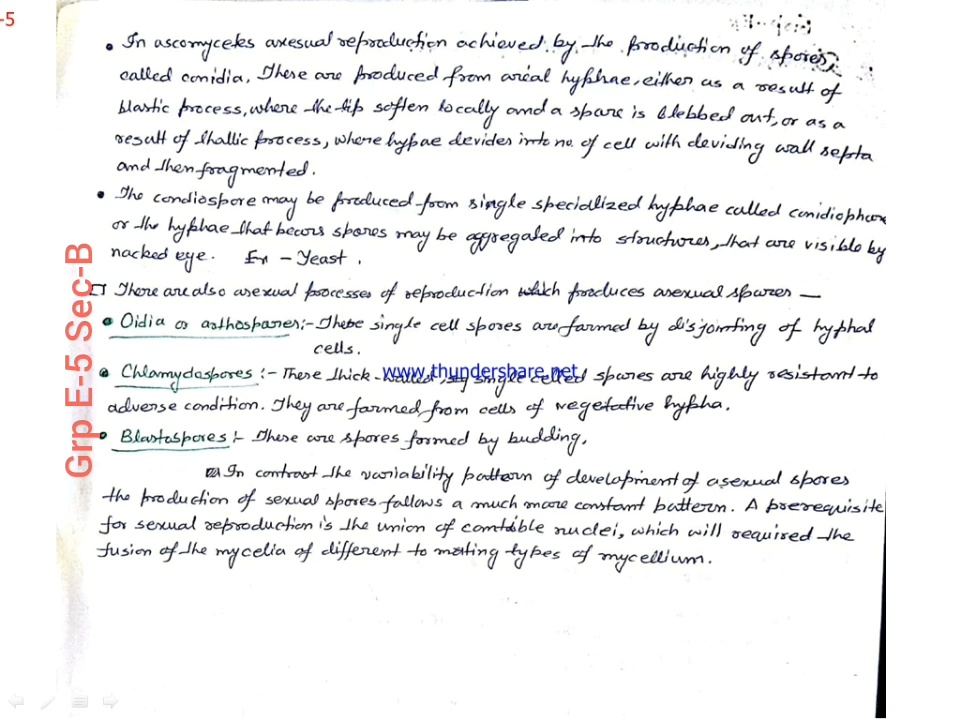 -5
• In ascomycetes axesual reproduction achieved by the production of spores,
called conidia. These are produced from areal hyphae, either as a result of
blastic process, where the tip soften locally and a spore is blebbed out, or as a
result of thallic process, where hypae devides into no. of cell with deviding wall septa
and then fragmented.
• The condiospore may be produced from single specialized hyphae called conidiophore
or the hyphae that bears spores may be aggregated into structures, that are visible by
nacked eye. Ex - Yeast.
□ There are also asexual processes of reproduction which produces asexual spores —
• Oidia or arthospores:- These single cell spores are formed by disjointing of hyphal
cells.
• Chlamydospores :- These thick walled, single celled spores are highly resistant to
www.thundershare.net
adverse condition. They are formed from cells of vegetative hypha.
• Blastospores :- These are spores formed by budding.
In contrast the variability pattern of development of asexual spores
the production of sexual spores follows a much more constant pattern. A prerequisite
for sexual reproduction is the union of nuclei, which will required the
fusion of the mycelia of different to mating types of mycellium.
Grp E-5 Sec-B